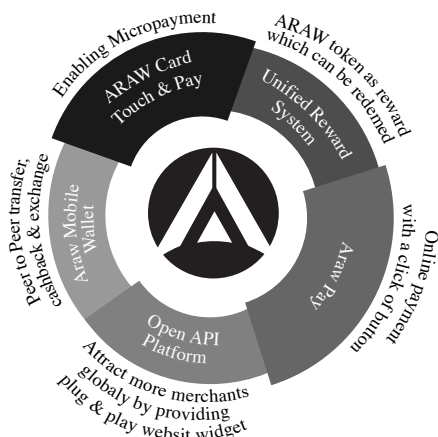 Enabling Micropayment
ARAW Card
Touch & Pay
ARAW token as reward
which can be redemed
Unified Reward
System
Araw Pay
Online payment
with a click of button
Open API
Platform
Attract more merchants
globaly by providing
plug & play websit widget
Araw Mobile
Wallet
Peer to Peer transfer,
cashback & exchange